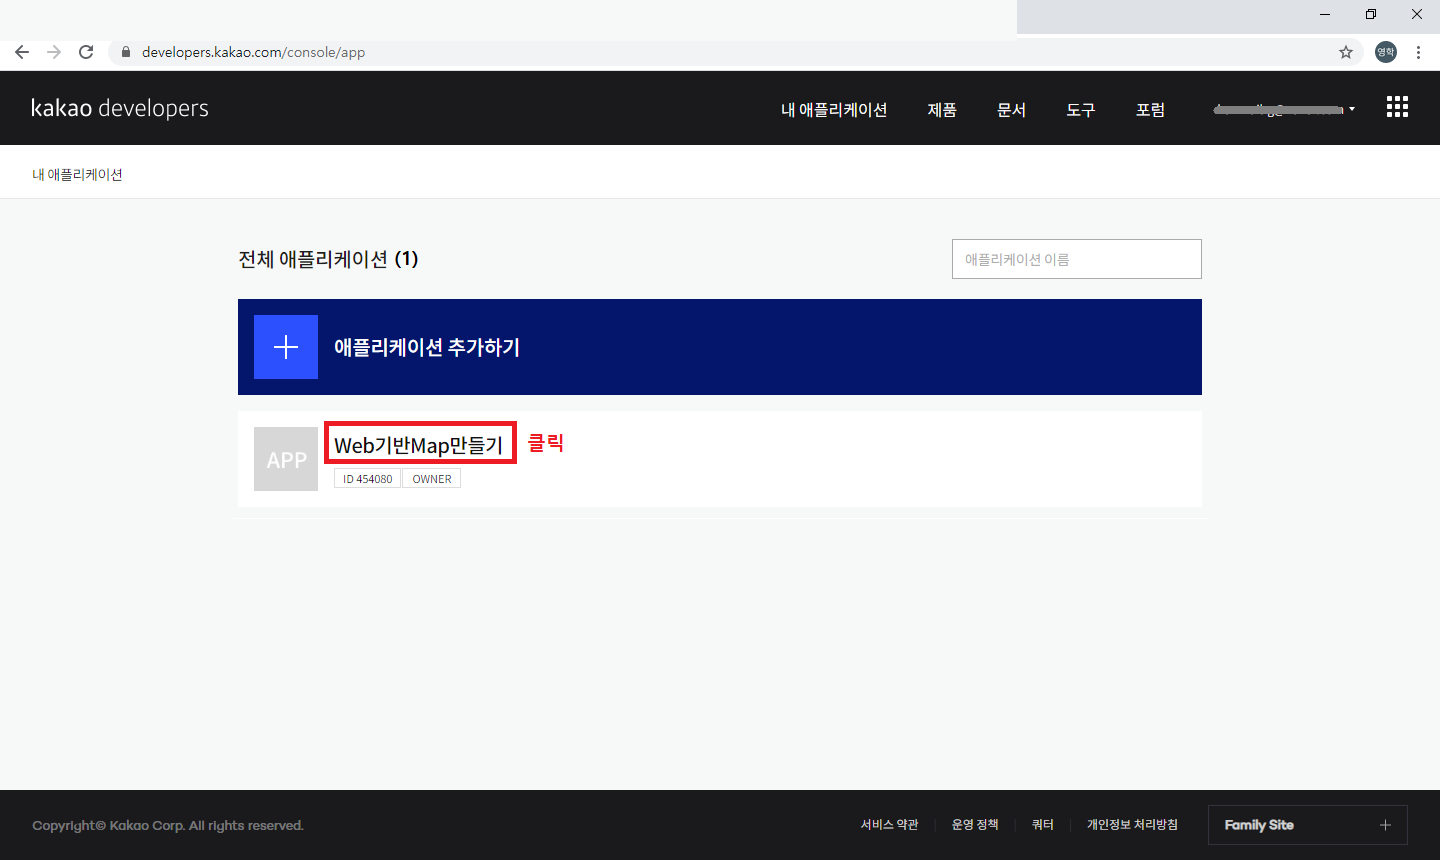 developers.kakao.com/console/app
영학
kakao developers
내 애플리케이션
제품
문서
도구
포럼
내 애플리케이션
전체 애플리케이션 (1)
애플리케이션 이름
애플리케이션 추가하기
APP
Web기반Map만들기
클릭
ID 454080
OWNER
Copyright© Kakao Corp. All rights reserved.
서비스 약관
운영 정책
쿼터
개인정보 처리방침
Family Site